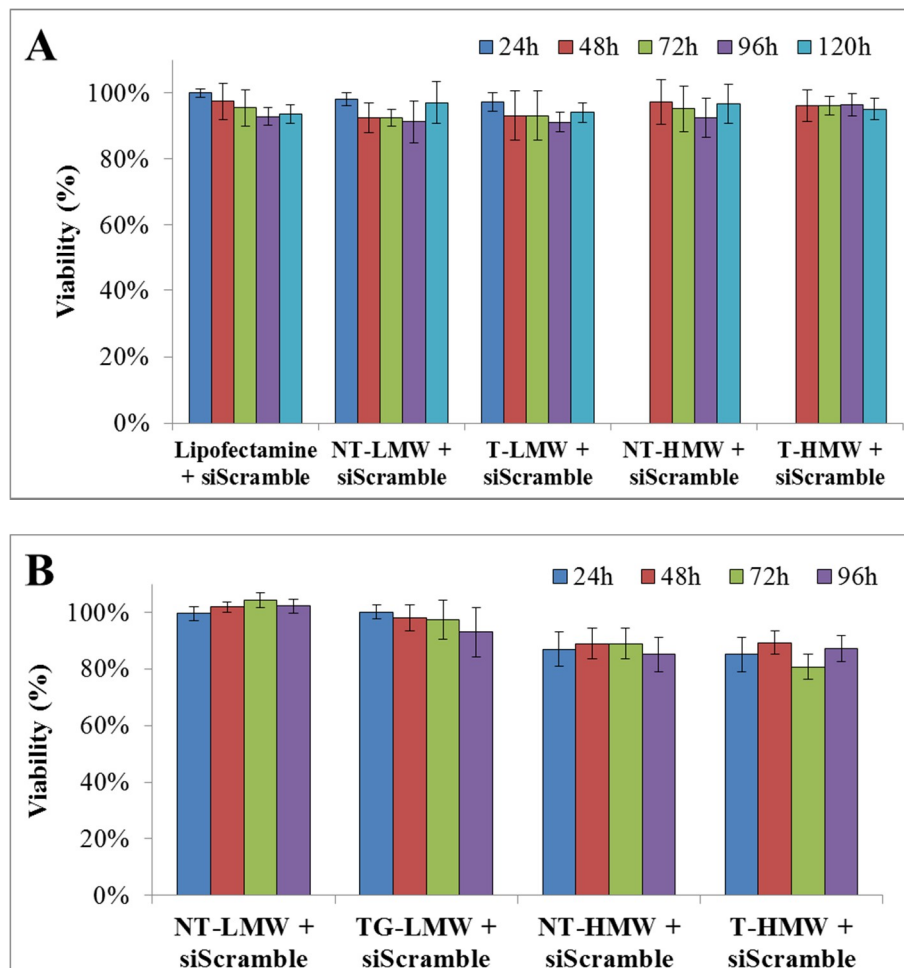 A
24h 48h 72h 96h 120h
100%
80%
60%
40%
20%
0%
Viability (%)
Lipofectamine NT-LMW + T-LMW + NT-HMW + T-HMW +
+ siScramble siScramble siScramble siScramble siScramble
B
24h 48h 72h 96h
100%
80%
60%
40%
20%
0%
Viability (%)
NT-LMW + TG-LMW + NT-HMW + T-HMW +
siScramble siScramble siScramble siScramble